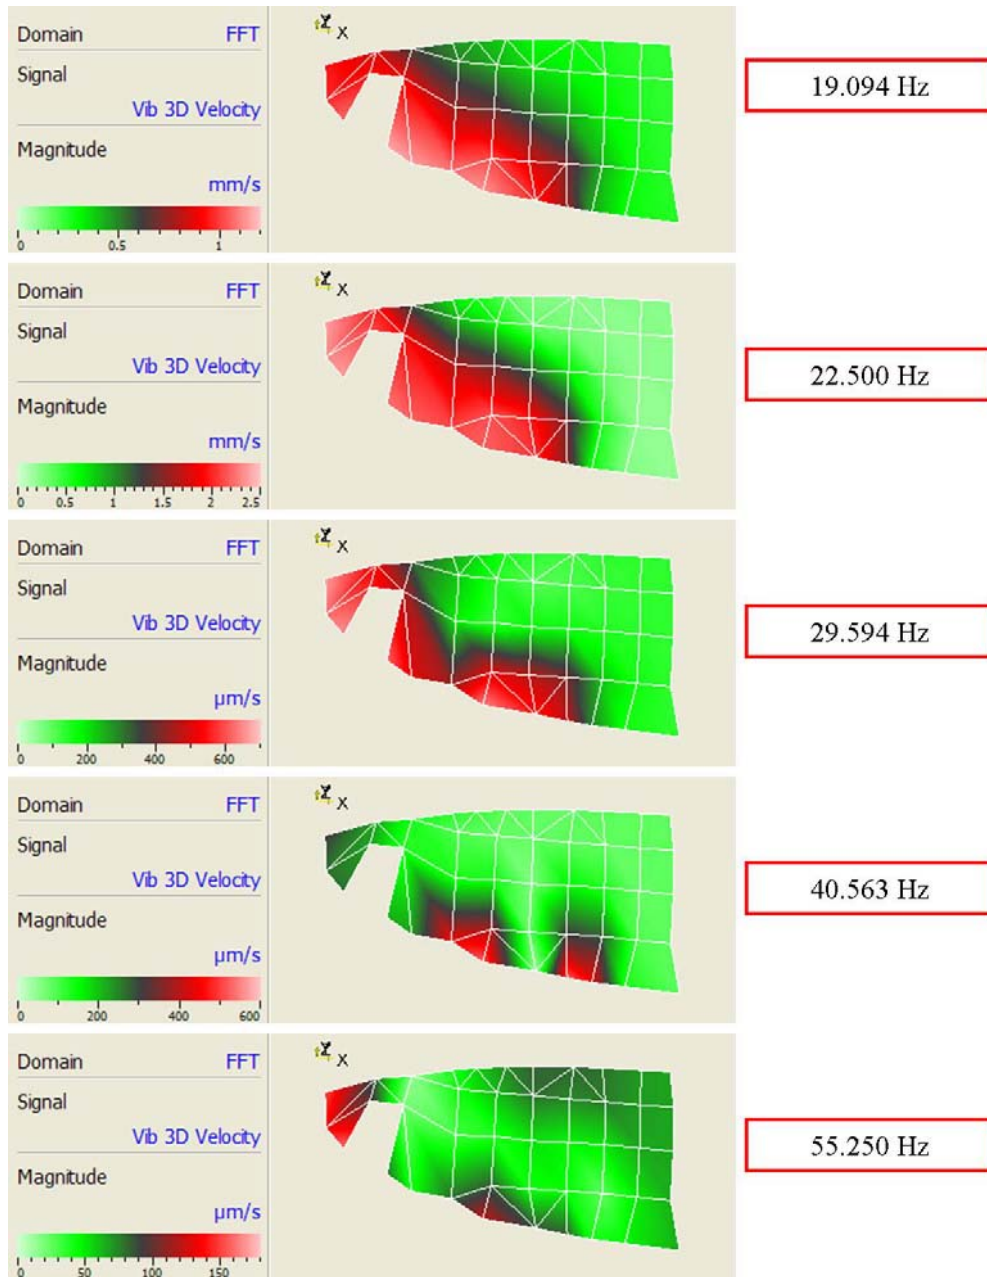 Domain FFT
Signal
Vib 3D Velocity
Magnitude
mm/s
0 0.5 1
X
19.094 Hz
Domain FFT
Signal
Vib 3D Velocity
Magnitude
mm/s
0 0.5 1 1.5 2 2.5
X
22.500 Hz
Domain FFT
Signal
Vib 3D Velocity
Magnitude
µm/s
0 200 400 600
X
29.594 Hz
Domain FFT
Signal
Vib 3D Velocity
Magnitude
µm/s
0 200 400 600
X
40.563 Hz
Domain FFT
Signal
Vib 3D Velocity
Magnitude
µm/s
0 50 100 150
X
55.250 Hz